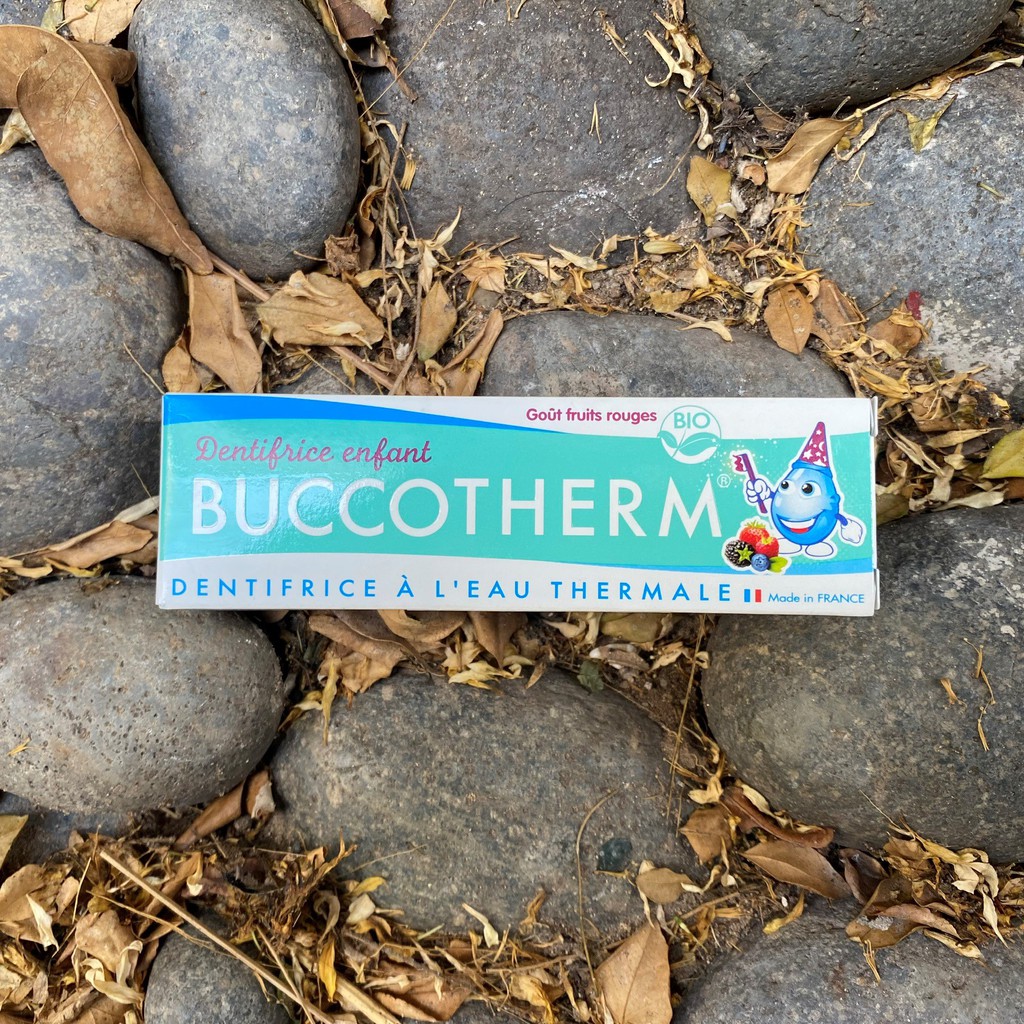 Goût fruits rouges
BIO
Dentifrice enfant
BUCCOTHERM®
DENTIFRICE À L'EAU THERMALE
Made in FRANCE